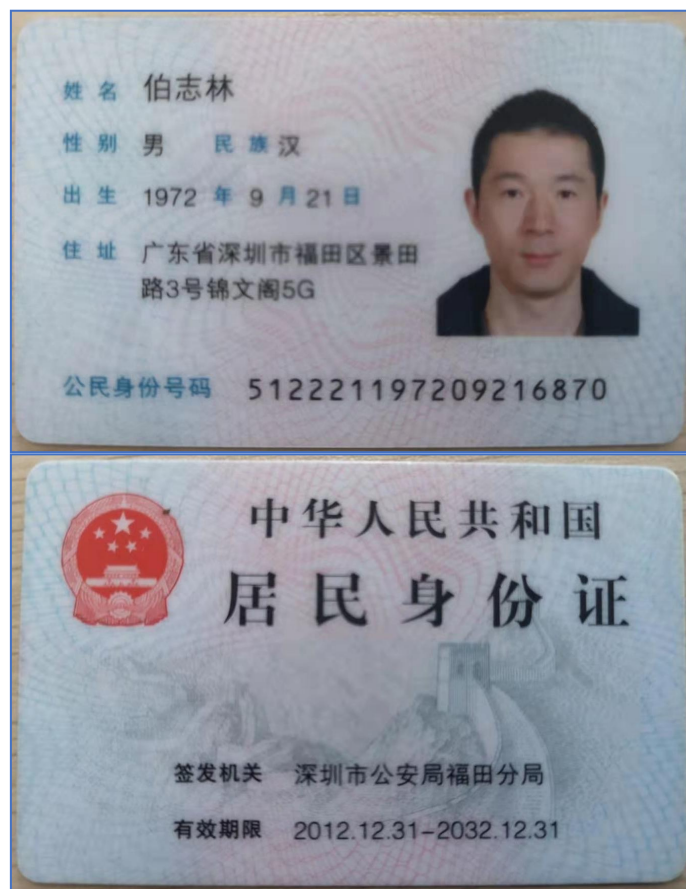 姓名 伯志林
性别 男 民族 汉
出生 1972 年 9 月 21 日
住址 广东省深圳市福田区景田
路3号锦文阁5G
公民身份号码 512221197209216870
中华人民共和国
居民身份证
签发机关 深圳市公安局福田分局
有效期限 2012.12.31-2032.12.31